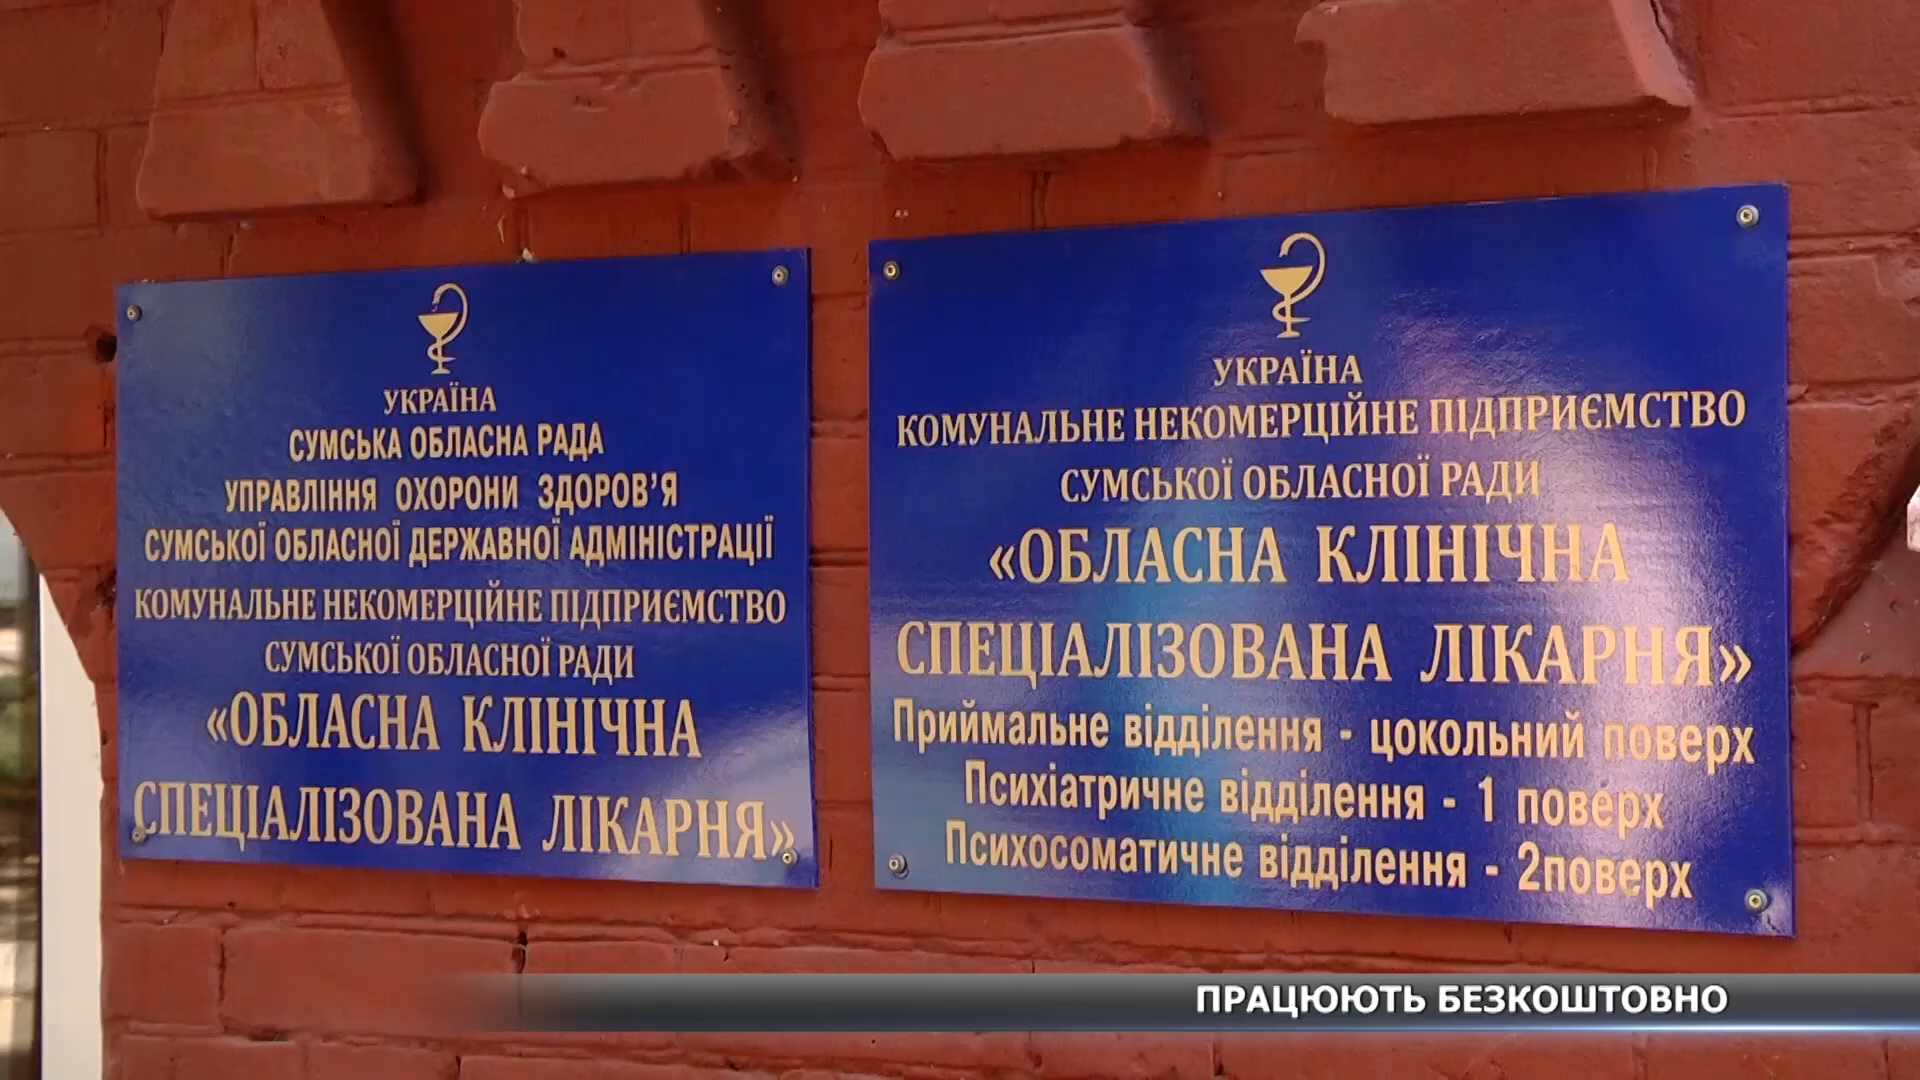 УКРАЇНА
СУМСЬКА ОБЛАСНА РАДА
УПРАВЛІННЯ ОХОРОНИ ЗДОРОВ'Я
СУМСЬКОЇ ОБЛАСНОЇ ДЕРЖАВНОЇ АДМІНІСТРАЦІЇ
КОМУНАЛЬНЕ НЕКОМЕРЦІЙНЕ ПІДПРИЄМСТВО
СУМСЬКОЇ ОБЛАСНОЇ РАДИ
«ОБЛАСНА КЛІНІЧНА
СПЕЦІАЛІЗОВАНА ЛІКАРНЯ»
УКРАЇНА
КОМУНАЛЬНЕ НЕКОМЕРЦІЙНЕ ПІДПРИЄМСТВО
СУМСЬКОЇ ОБЛАСНОЇ РАДИ
«ОБЛАСНА КЛІНІЧНА
СПЕЦІАЛІЗОВАНА ЛІКАРНЯ»
Приймальне відділення - цокольний поверх
Психіатричне відділення - 1 поверх
Психосоматичне відділення - 2поверх
ПРАЦЮЮТЬ БЕЗКОШТОВНО